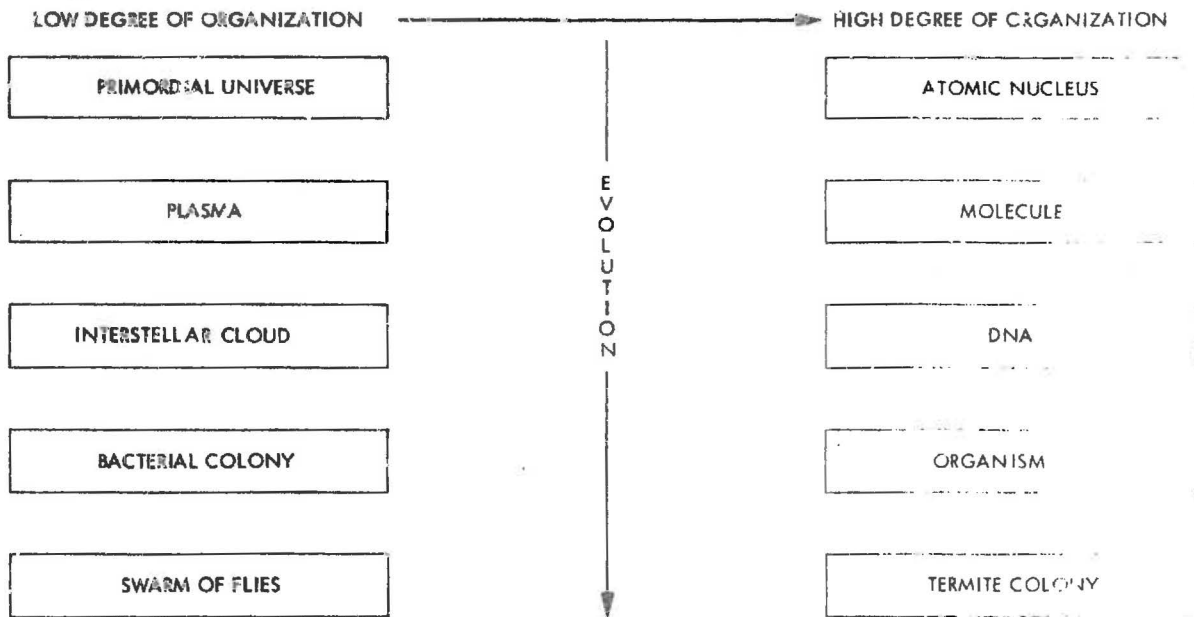 LOW DEGREE OF ORGANIZATION HIGH DEGREE OF ORGANIZATION
PRIMORDIAL UNIVERSE ATOMIC NUCLEUS
PLASMA MOLECULE
EVOLUTION
INTERSTELLAR CLOUD DNA
BACTERIAL COLONY ORGANISM
SWARM OF FLIES TERMITE COLONY